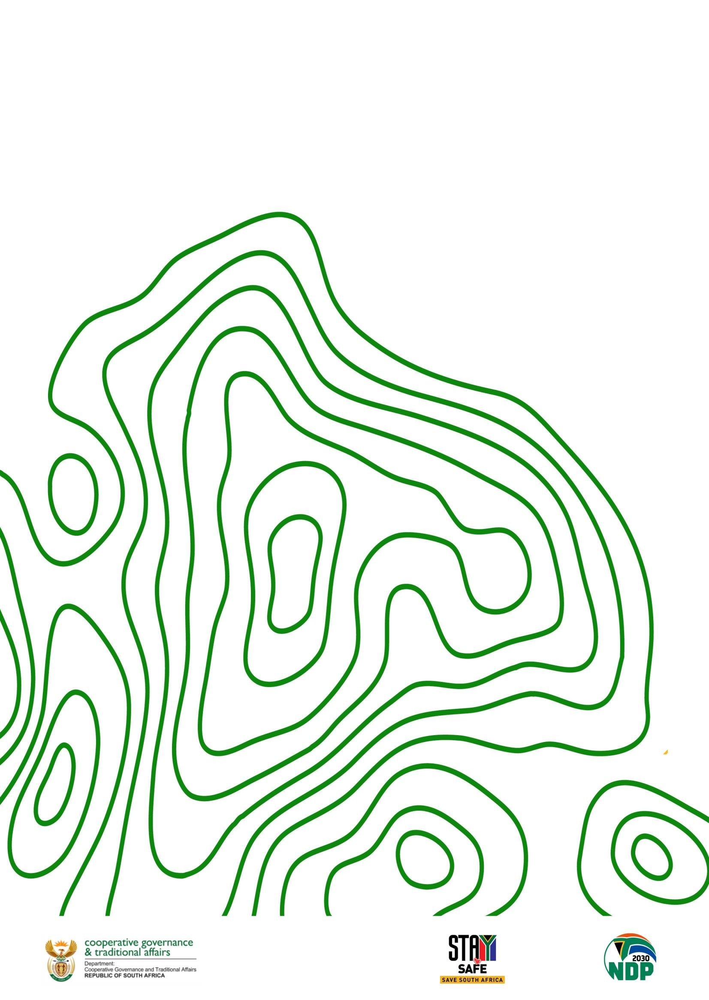 cooperative governance
& traditional affairs
Department:
Cooperative Governance and Traditional Affairs
REPUBLIC OF SOUTH AFRICA
STAY
SAFE
SAVE SOUTH AFRICA
2030
NDP